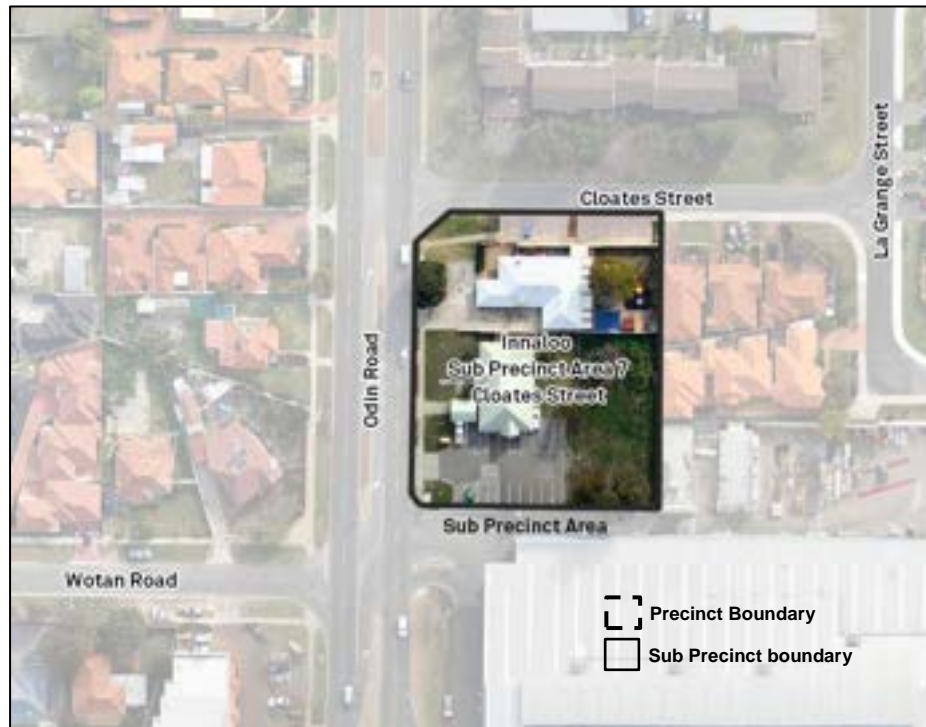 Cloates Street
La Grange Street
Innaloo
Sub Precinct Area 7
Cloates Street
Odin Road
Sub Precinct Area
Wotan Road
Precinct Boundary
Sub Precinct boundary